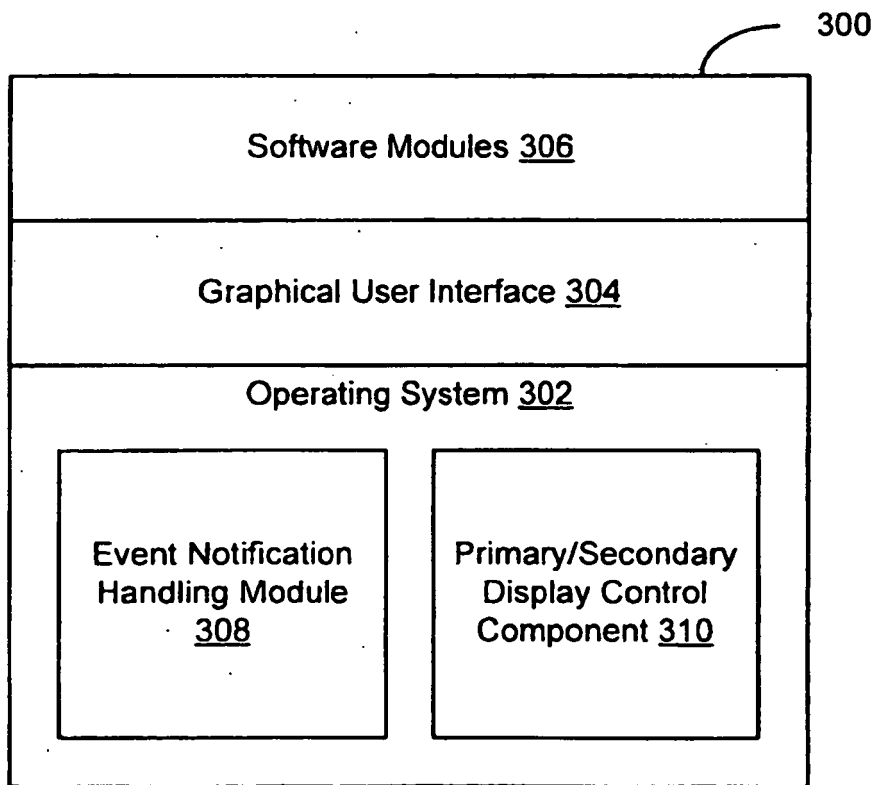 300
Software Modules 306
Graphical User Interface 304
Operating System 302
Event Notification
Handling Module
308
Primary/Secondary
Display Control
Component 310